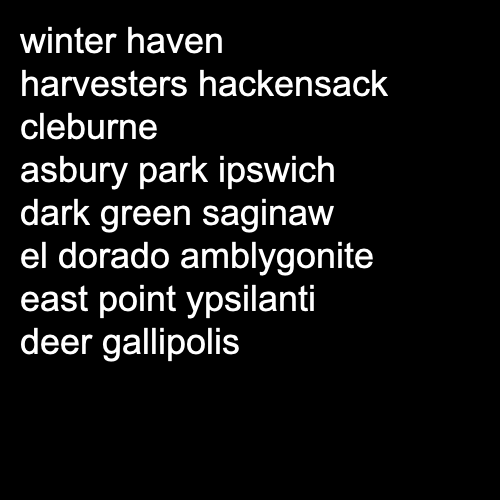 winter haven
harvesters hackensack
cleburne
asbury park ipswich
dark green saginaw
el dorado amblygonite
east point ypsilanti
deer gallipolis